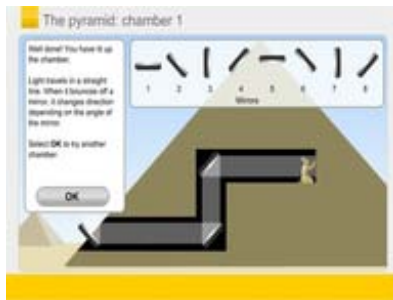 The pyramid: chamber 1
Well done! You have lit up
the chamber.
Light travels in a straight
line. When it bounces off a
mirror, it changes direction
depending on the angle of
the mirror.
Select OK to try another
chamber.
OK
1 2 3 4 5 6 7 8
Mirrors